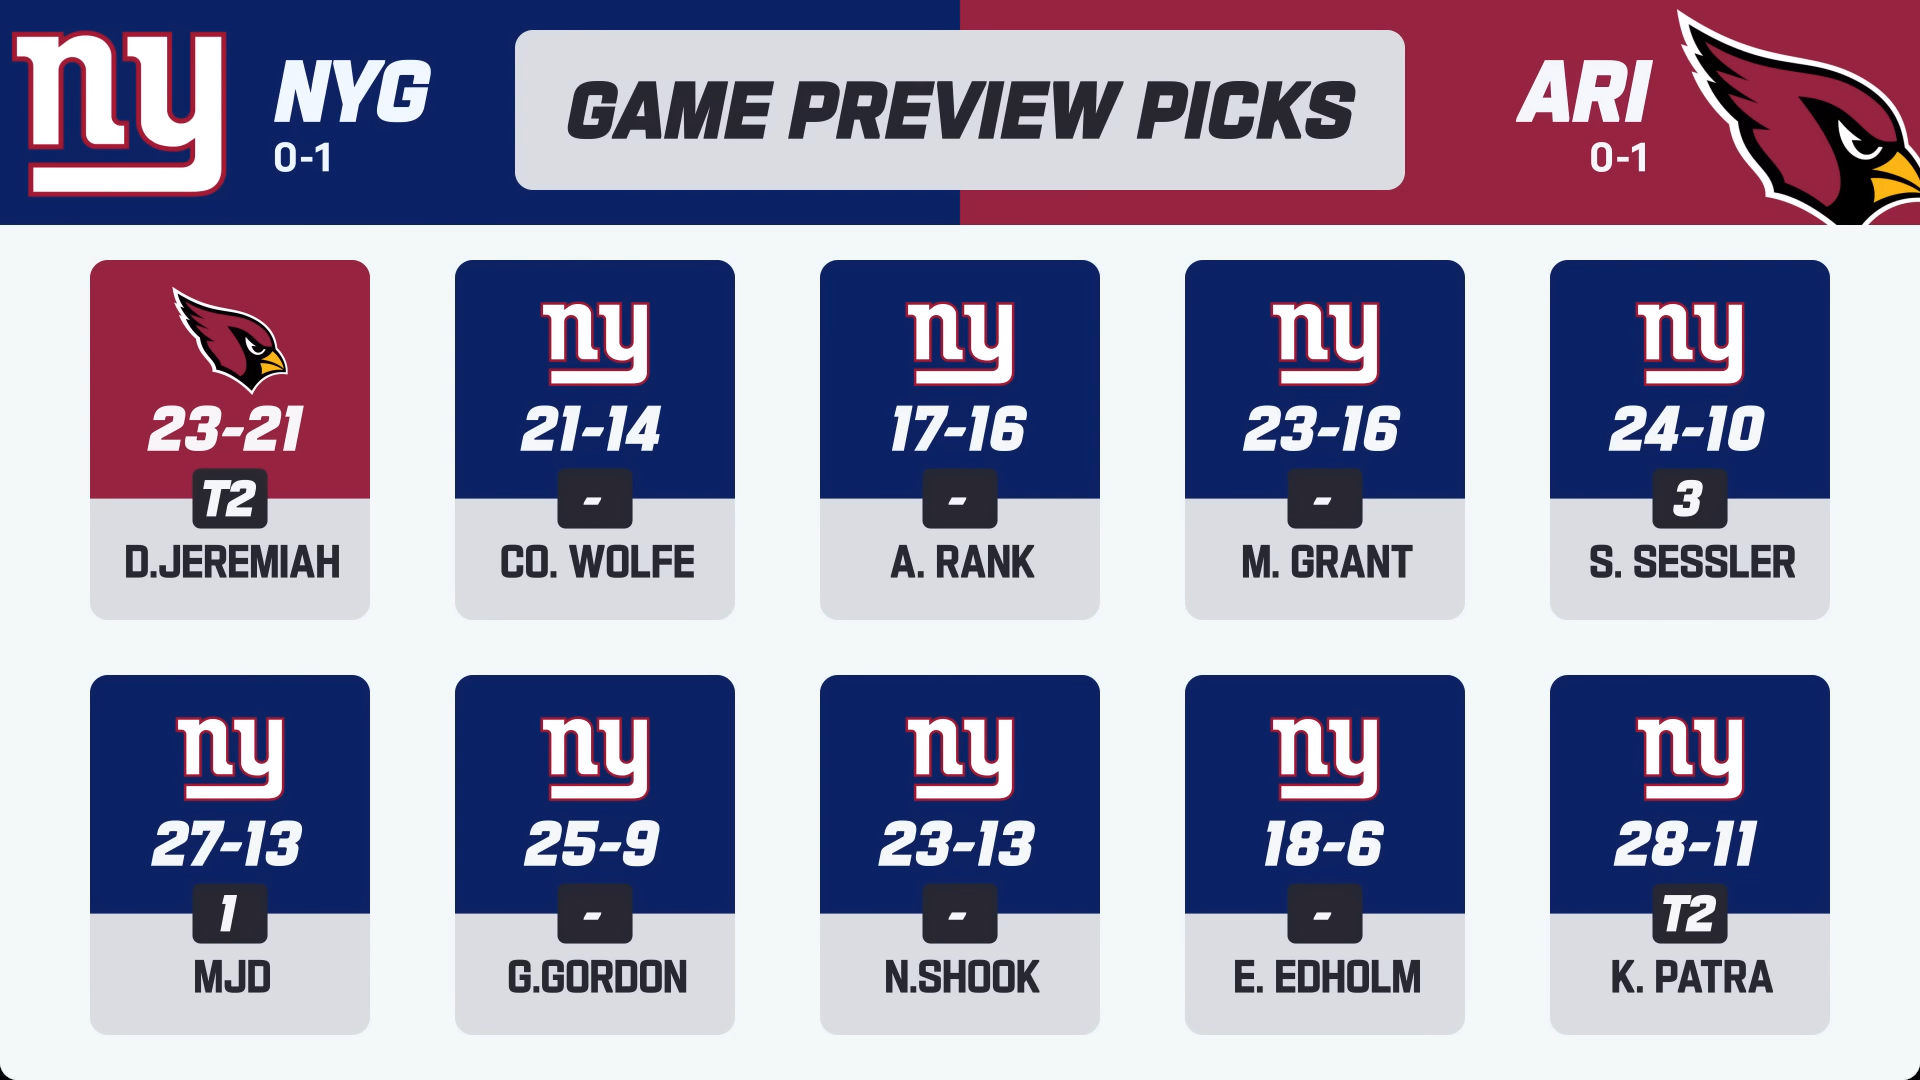 ny
NYG
0-1
GAME PREVIEW PICKS
ARI
0-1
ny
ny
ny
ny
23-21
21-14
17-16
23-16
24-10
T2
-
-
-
3
D.JEREMIAH
CO. WOLFE
A. RANK
M. GRANT
S. SESSLER
ny
ny
ny
ny
ny
27-13
25-9
23-13
18-6
28-11
1
-
-
-
T2
MJD
G.GORDON
N.SHOOK
E. EDHOLM
K. PATRA